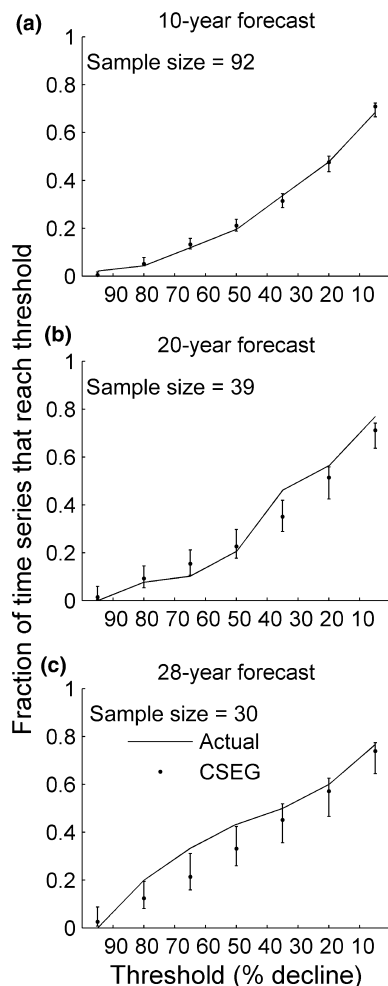 (a) 10-year forecast
1
Sample size = 92
0.8
0.6
0.4
0.2
0
90 80 70 60 50 40 30 20 10
(b) 20-year forecast
1
Sample size = 39
0.8
0.6
0.4
0.2
0
90 80 70 60 50 40 30 20 10
(c) 28-year forecast
1
Sample size = 30
0.8
Actual
CSEG
0.6
0.4
0.2
0
90 80 70 60 50 40 30 20 10
Threshold (% decline)
Fraction of time series that reach threshold